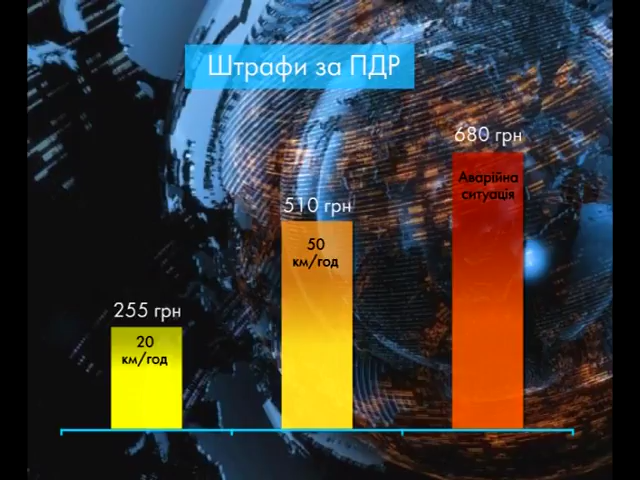 Штрафи за ПДР
680 грн
Аварійна
ситуація
510 грн
50
км/год
255 грн
20
км/год